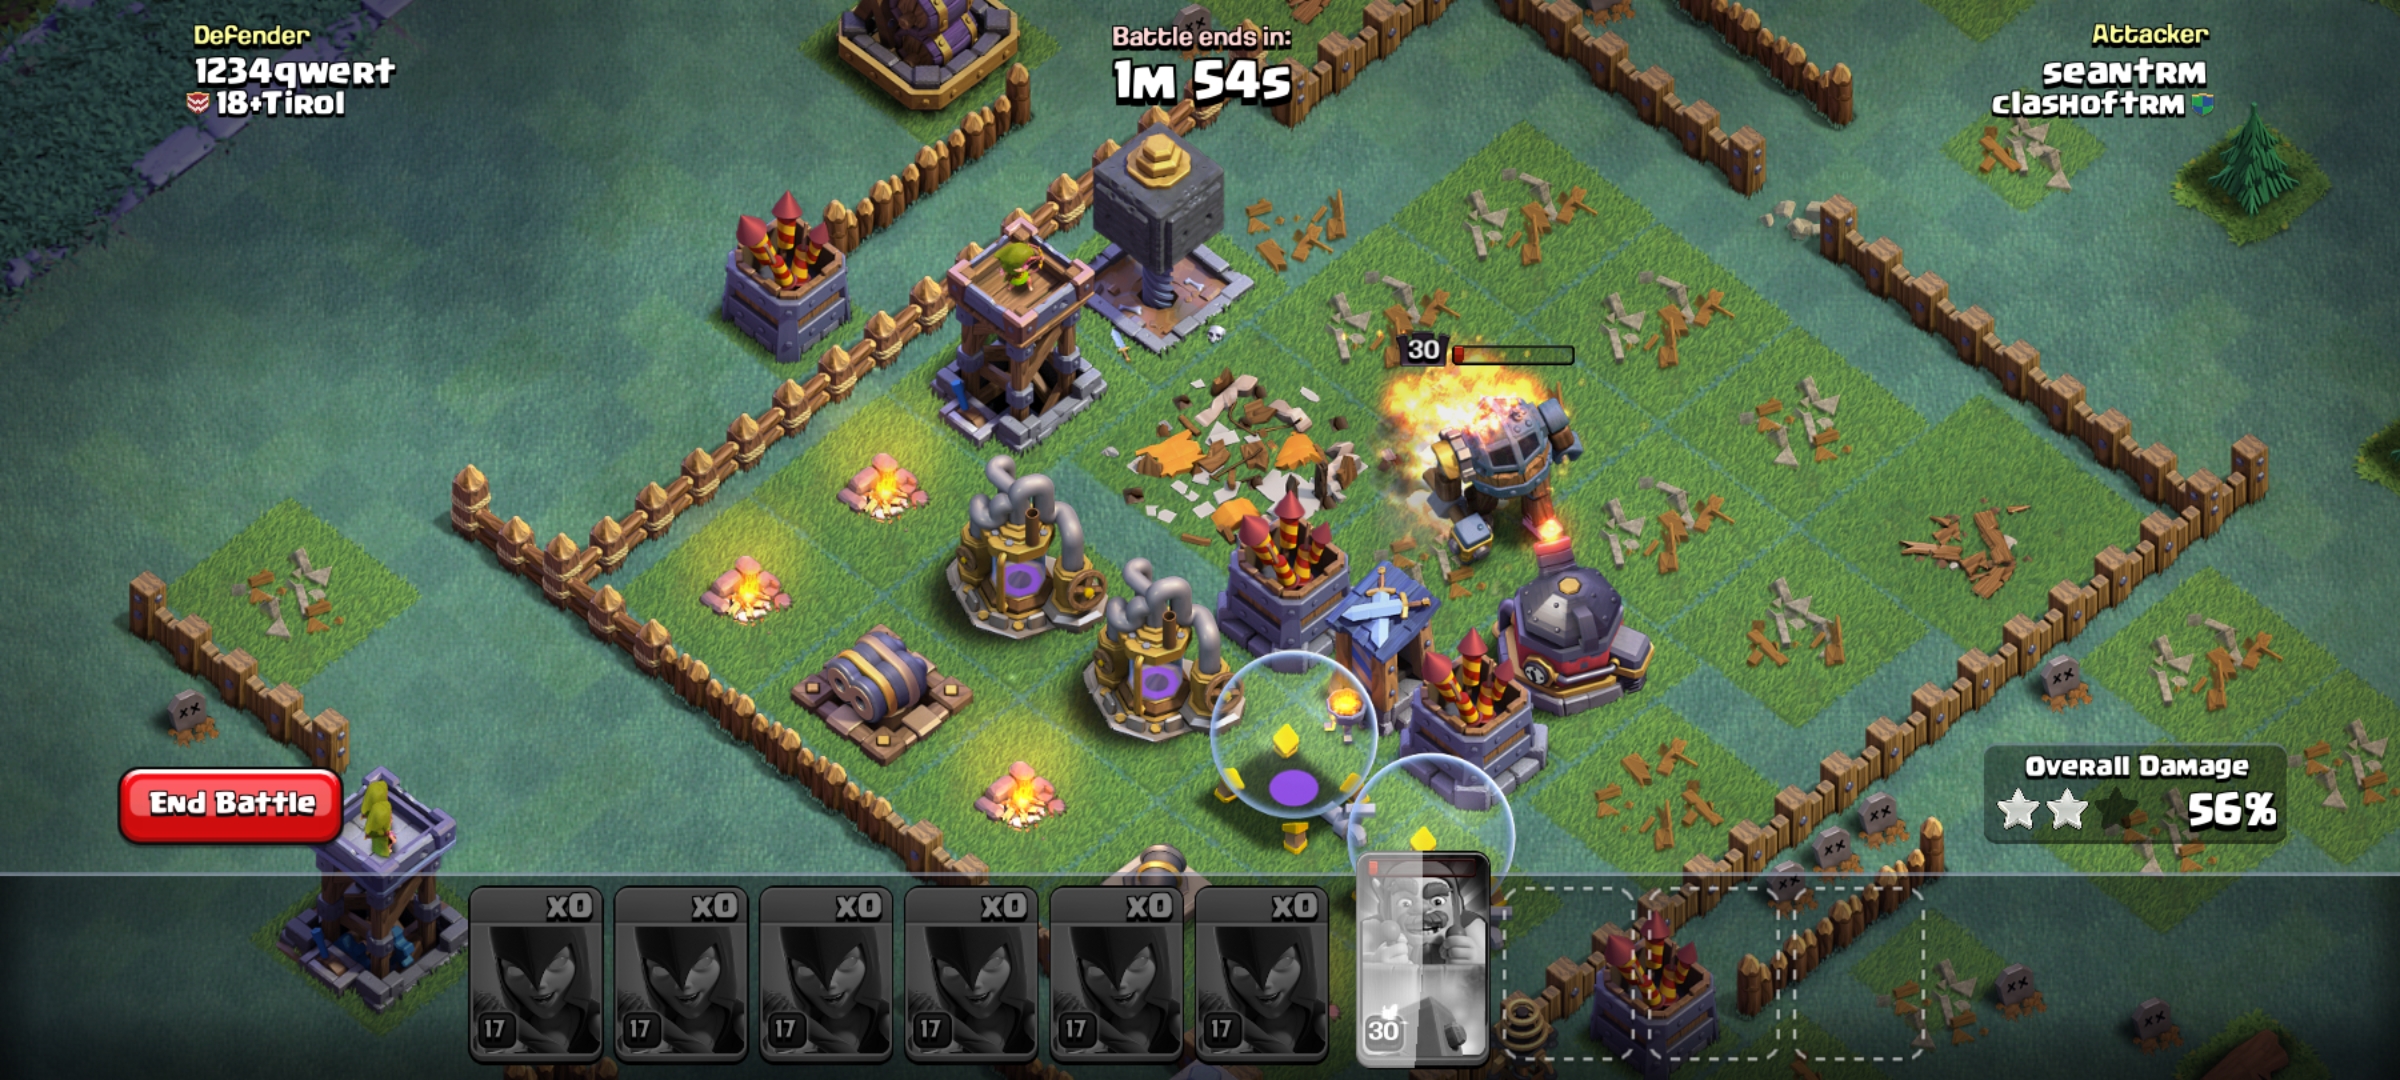 Defender
1234qwert
18+Tirol
Battle ends in:
1M 54s
Attacker
seantrm
clashoftrm
30
End Battle
Overall Damage
56%
x0
x0
x0
x0
x0
x0
17
17
17
17
17
17
30